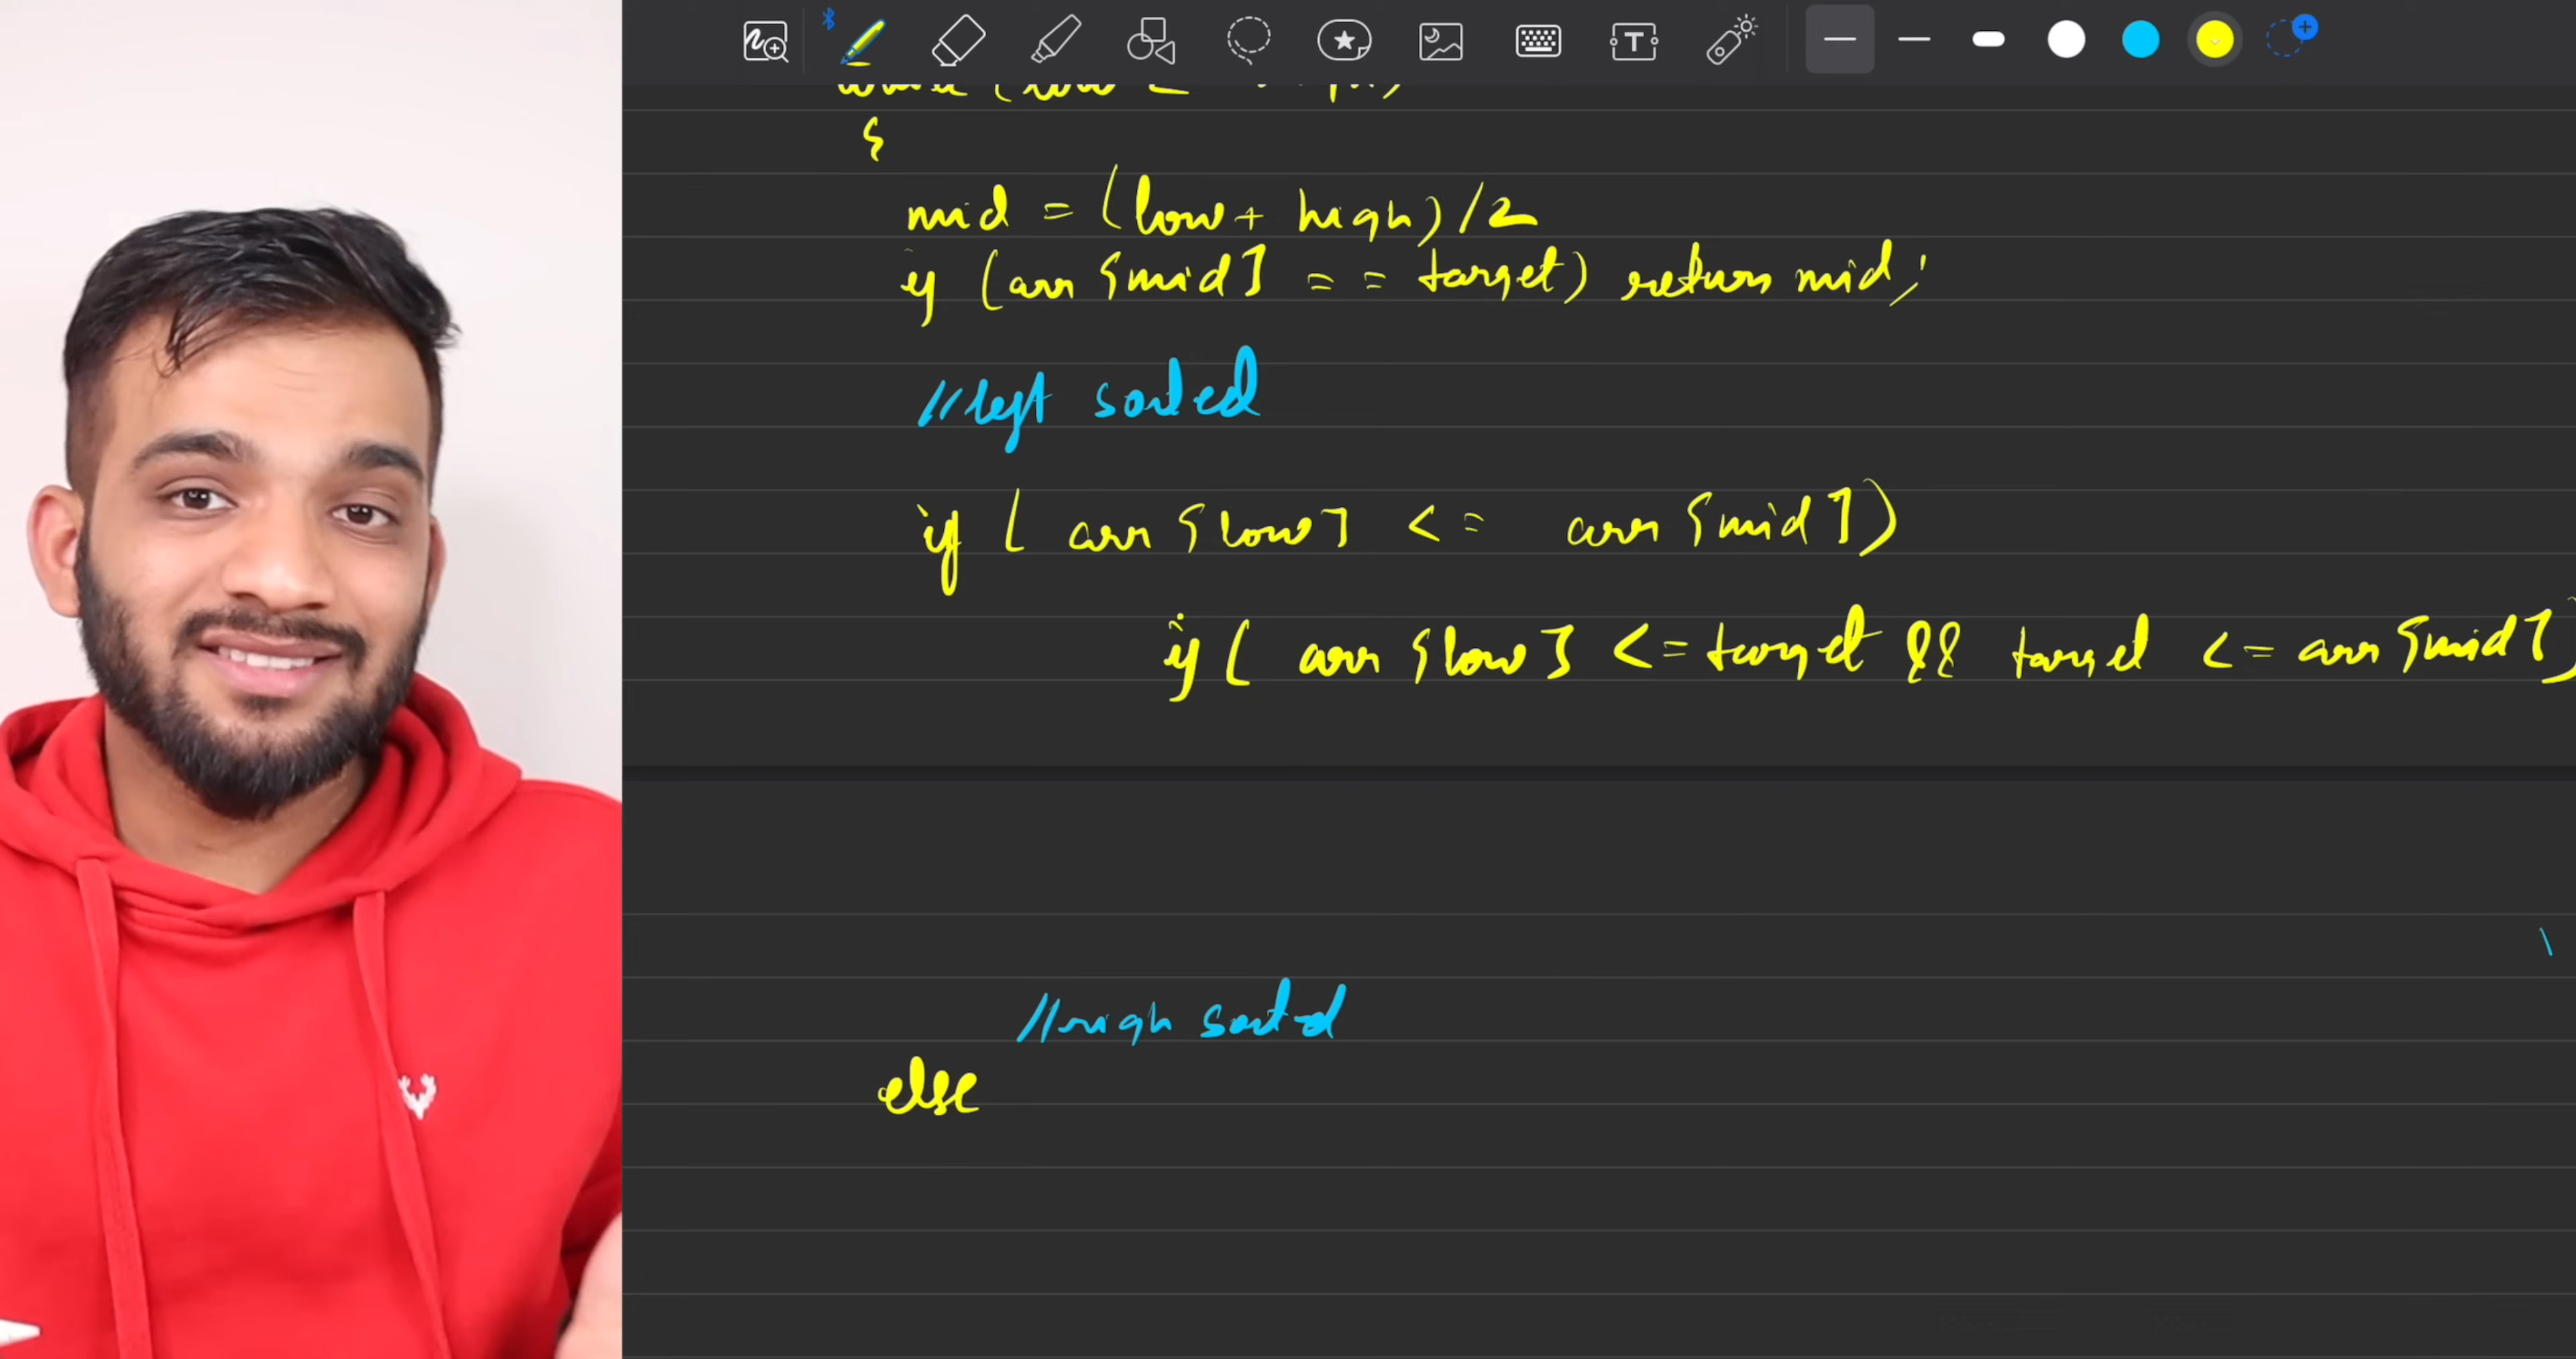 {
mid = (low + high) / 2
if (arr[mid] == target) return mid;
//left sorted
if ( arr[low] <= arr[mid])
if ( arr[low] <= target && target <= arr[mid])
//righ sorted
else